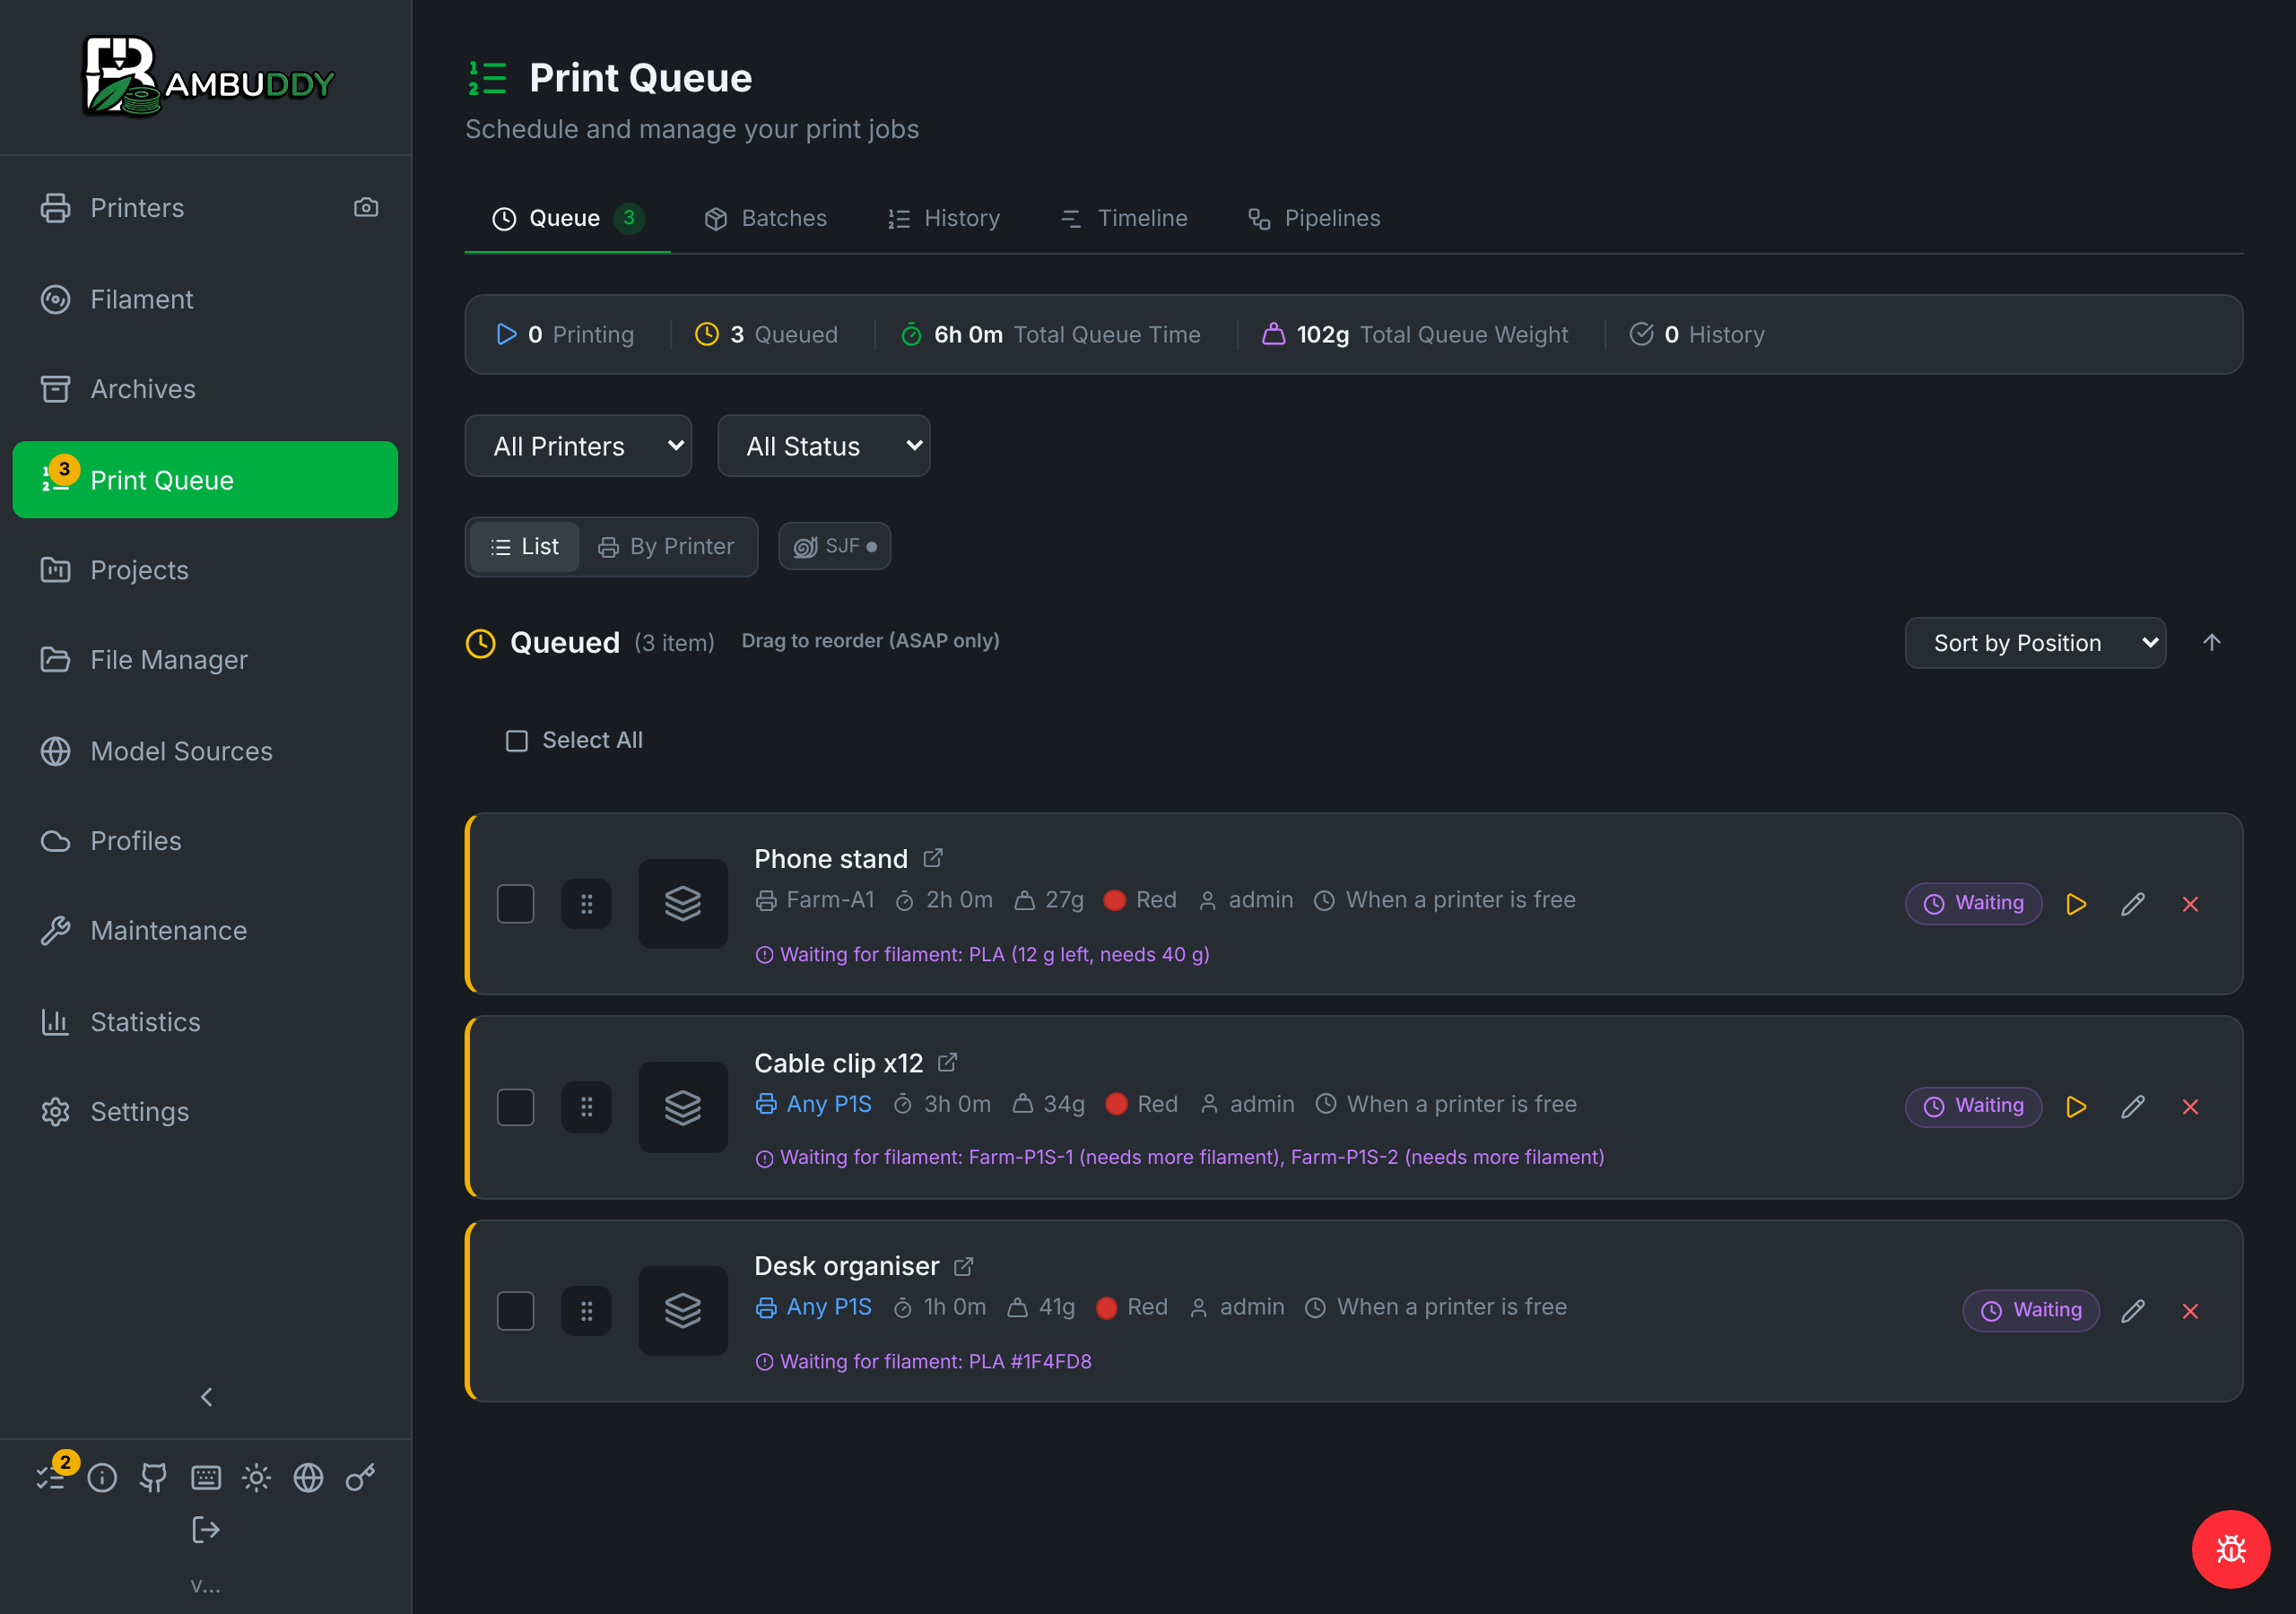 BAMBUDDY
Printers
Filament
Archives
3
Print Queue
Projects
File Manager
Model Sources
Profiles
Maintenance
Statistics
Settings
2
v...
Print Queue
Schedule and manage your print jobs
Queue 3 Batches History Timeline Pipelines
0 Printing 3 Queued 6h 0m Total Queue Time 102g Total Queue Weight 0 History
All Printers All Status
List By Printer SJF
Queued (3 item) Drag to reorder (ASAP only) Sort by Position
Select All
Phone stand
Farm-A1 2h 0m 27g Red admin When a printer is free
Waiting
Waiting for filament: PLA (12 g left, needs 40 g)
Cable clip x12
Any P1S 3h 0m 34g Red admin When a printer is free
Waiting
Waiting for filament: Farm-P1S-1 (needs more filament), Farm-P1S-2 (needs more filament)
Desk organiser
Any P1S 1h 0m 41g Red admin When a printer is free
Waiting
Waiting for filament: PLA #1F4FD8